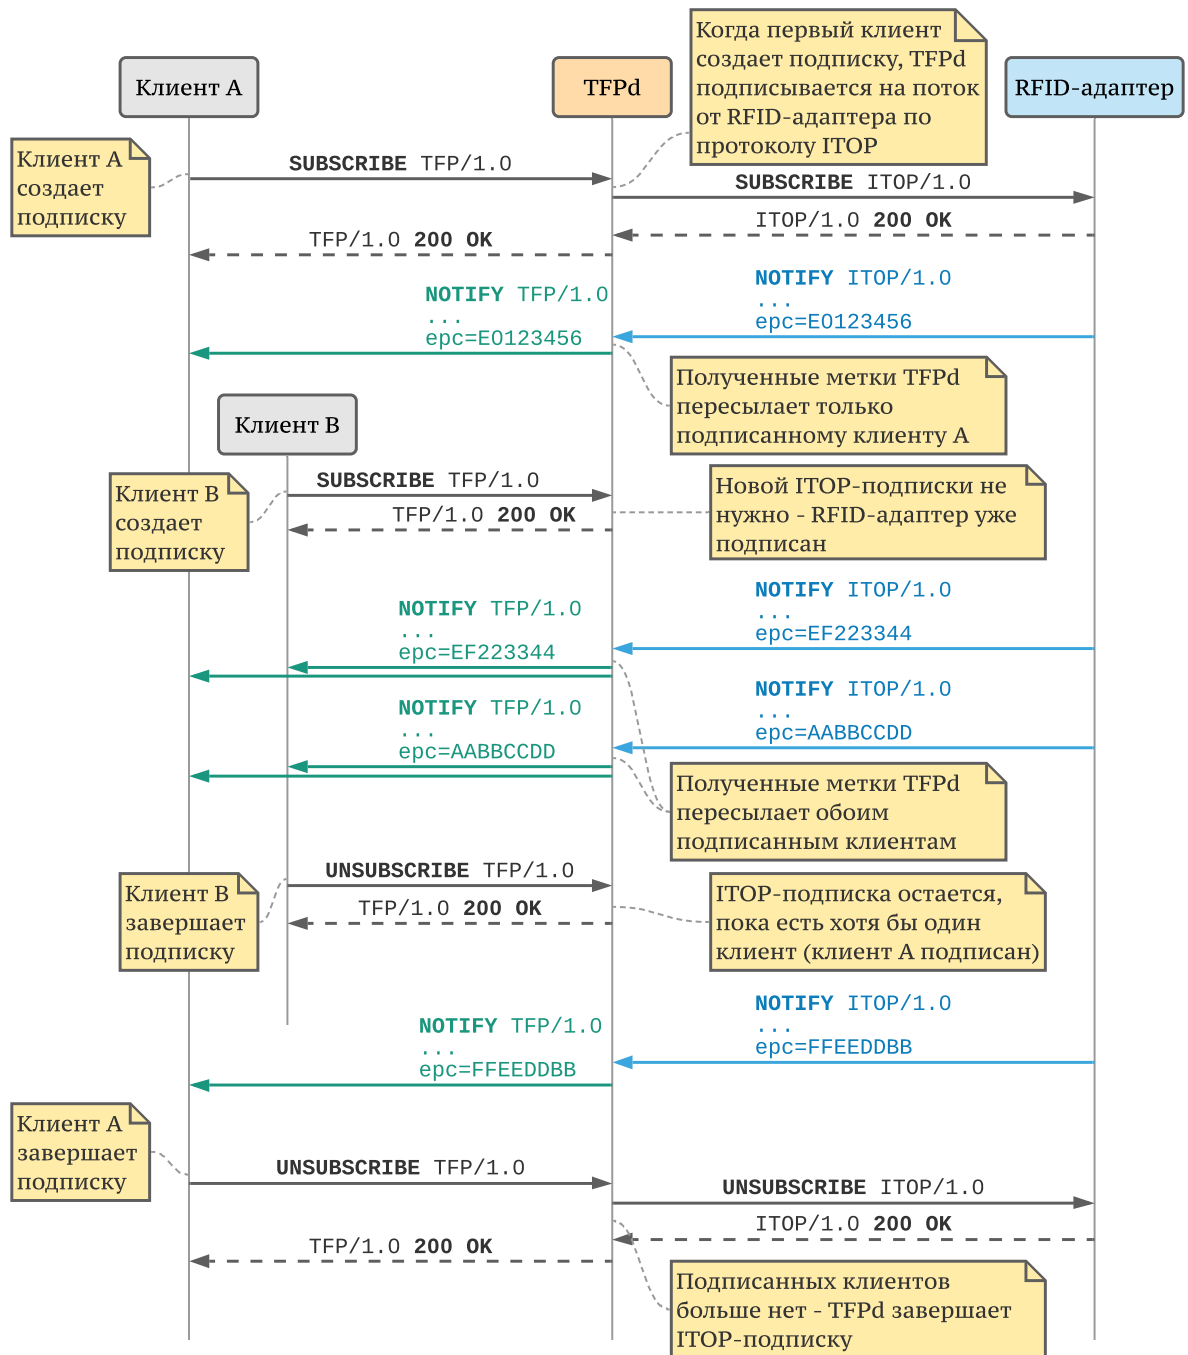 Когда первый клиент
создает подписку, TFPd
подписывается на поток
от RFID-адаптера по
протоколу ITOP
Клиент A
TFPd
RFID-адаптер
Клиент A
создает
подписку
SUBSCRIBE TFP/1.0
SUBSCRIBE ITOP/1.0
ITOP/1.0 200 OK
TFP/1.0 200 OK
NOTIFY ITOP/1.0
...
epc=E0123456
NOTIFY TFP/1.0
...
epc=E0123456
Полученные метки TFPd
пересылает только
подписанному клиенту A
Клиент B
Клиент B
создает
подписку
SUBSCRIBE TFP/1.0
TFP/1.0 200 OK
Новой ITOP-подписки не
нужно - RFID-адаптер уже
подписан
NOTIFY ITOP/1.0
...
epc=EF223344
NOTIFY TFP/1.0
...
epc=EF223344
NOTIFY ITOP/1.0
...
epc=AABBCCDD
NOTIFY TFP/1.0
...
epc=AABBCCDD
Полученные метки TFPd
пересылает обоим
подписанным клиентам
Клиент B
завершает
подписку
UNSUBSCRIBE TFP/1.0
TFP/1.0 200 OK
ITOP-подписка остается,
пока есть хотя бы один
клиент (клиент A подписан)
NOTIFY ITOP/1.0
...
epc=FFEEDDBB
NOTIFY TFP/1.0
...
epc=FFEEDDBB
Клиент A
завершает
подписку
UNSUBSCRIBE TFP/1.0
UNSUBSCRIBE ITOP/1.0
ITOP/1.0 200 OK
TFP/1.0 200 OK
Подписанных клиентов
больше нет - TFPd завершает
ITOP-подписку